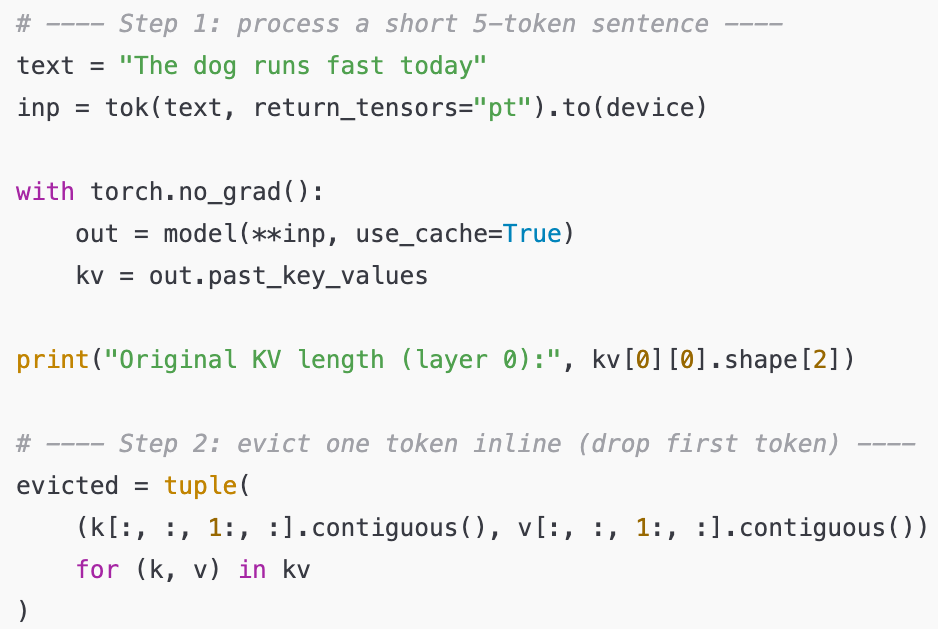 # ---- Step 1: process a short 5-token sentence ----
text = "The dog runs fast today"
inp = tok(text, return_tensors="pt").to(device)

with torch.no_grad():
    out = model(**inp, use_cache=True)
    kv = out.past_key_values

print("Original KV length (layer 0):", kv[0][0].shape[2])

# ---- Step 2: evict one token inline (drop first token) ----
evicted = tuple(
    (k[:, :, 1:, :].contiguous(), v[:, :, 1:, :].contiguous())
    for (k, v) in kv
)